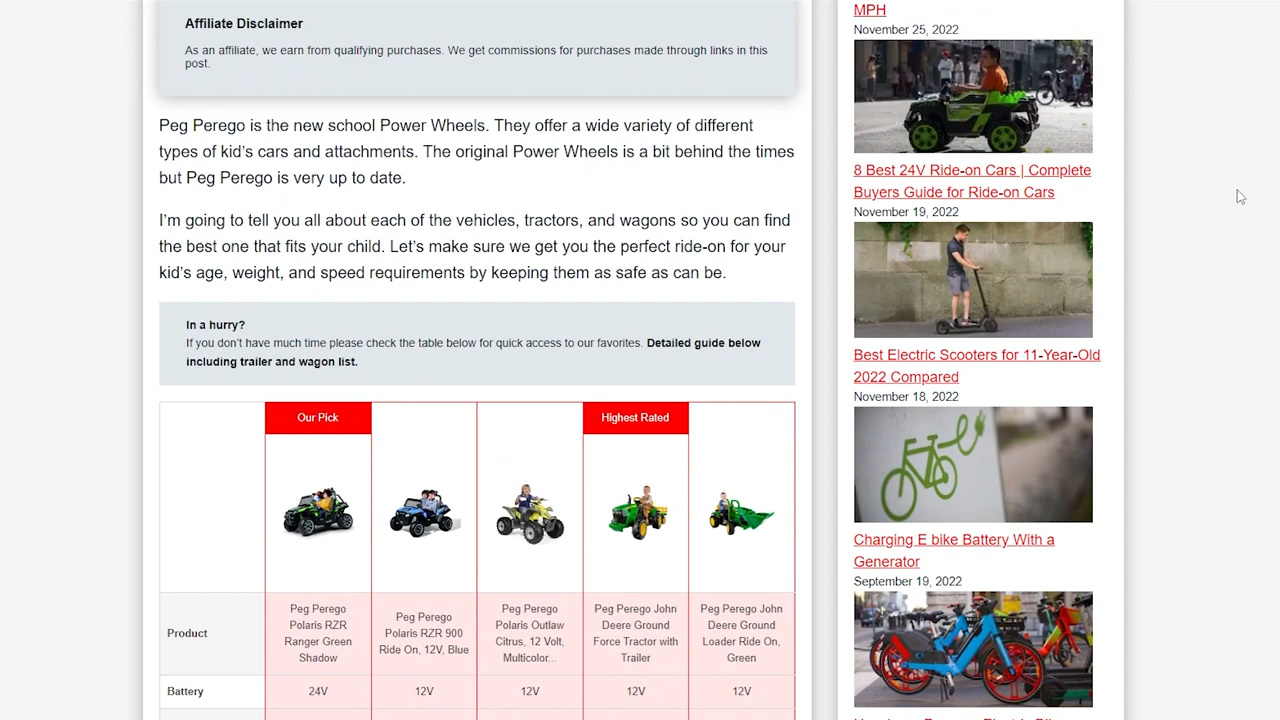 Affiliate Disclaimer
As an affiliate, we earn from qualifying purchases. We get commissions for purchases made through links in this
post.
Peg Perego is the new school Power Wheels. They offer a wide variety of different
types of kid's cars and attachments. The original Power Wheels is a bit behind the times
but Peg Perego is very up to date.
I'm going to tell you all about each of the vehicles, tractors, and wagons so you can find
the best one that fits your child. Let's make sure we get you the perfect ride-on for your
kid's age, weight, and speed requirements by keeping them as safe as can be.
In a hurry?
If you don't have much time please check the table below for quick access to our favorites. Detailed guide below
including trailer and wagon list.
Our Pick
Highest Rated
Product
Peg Perego
Polaris RZR
Ride on, Green
Shadow
Peg Perego
Polaris RZR 900
Ride On, 12V, Blue
Peg Perego
Polaris Outlaw
Citrus, 12 Volt,
Multicolor...
Peg Perego John
Deere Ground
Force Tractor with
Trailer
Peg Perego John
Deere Ground
Loader Ride On,
Green
Battery
24V
12V
12V
12V
12V
MPH
November 25, 2022
8 Best 24V Ride-on Cars | Complete
Buyers Guide for Ride-on Cars
November 19, 2022
Best Electric Scooters for 11-Year-Old
2022 Compared
November 18, 2022
Charging E bike Battery With a
Generator
September 19, 2022